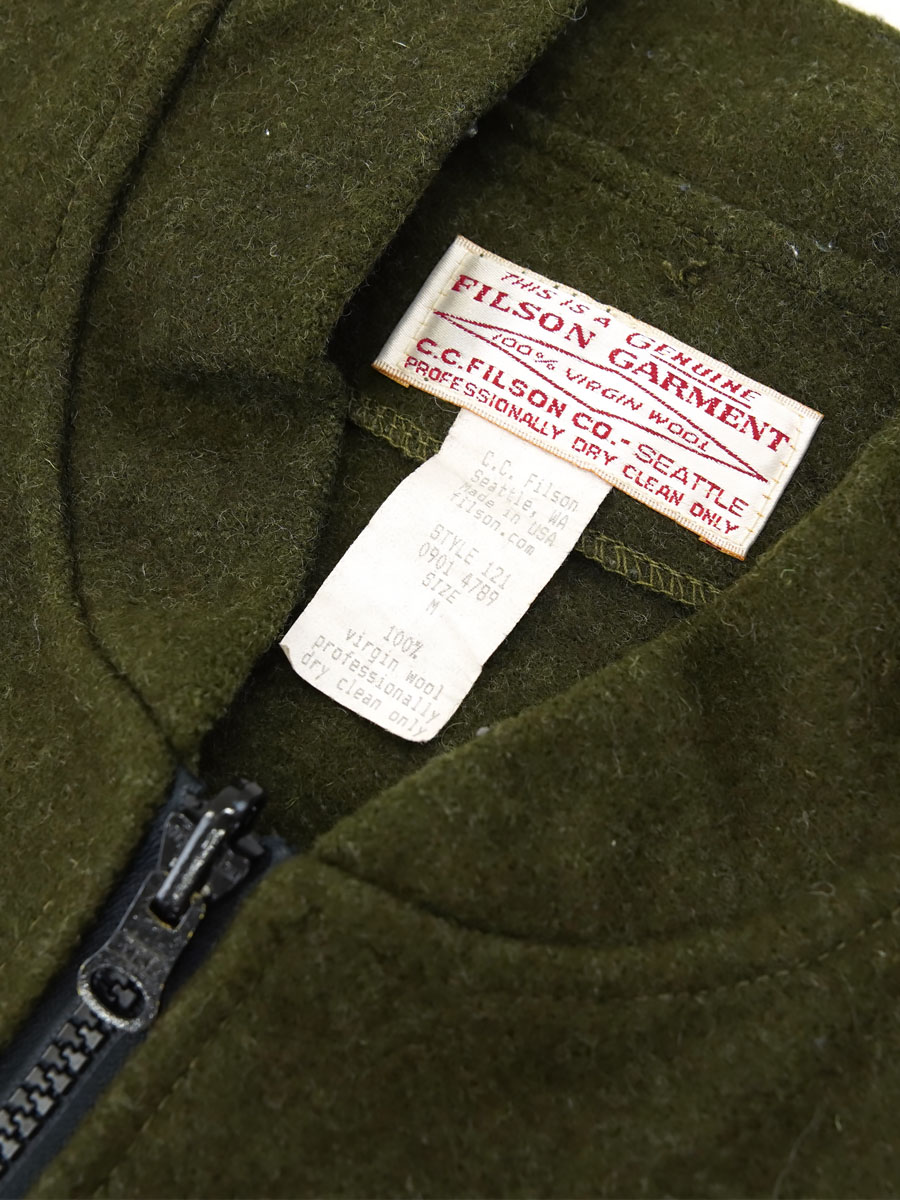 THIS IS A GENUINE
FILSON GARMENT
100% VIRGIN WOOL
C.C. FILSON CO.- SEATTLE
PROFESSIONALLY DRY CLEAN ONLY
C.C. Filson
Seattle, WA
Made in USA
filson.com
STYLE 121
0901 4789
SIZE
M
100%
virgin wool
professionally
dry clean only